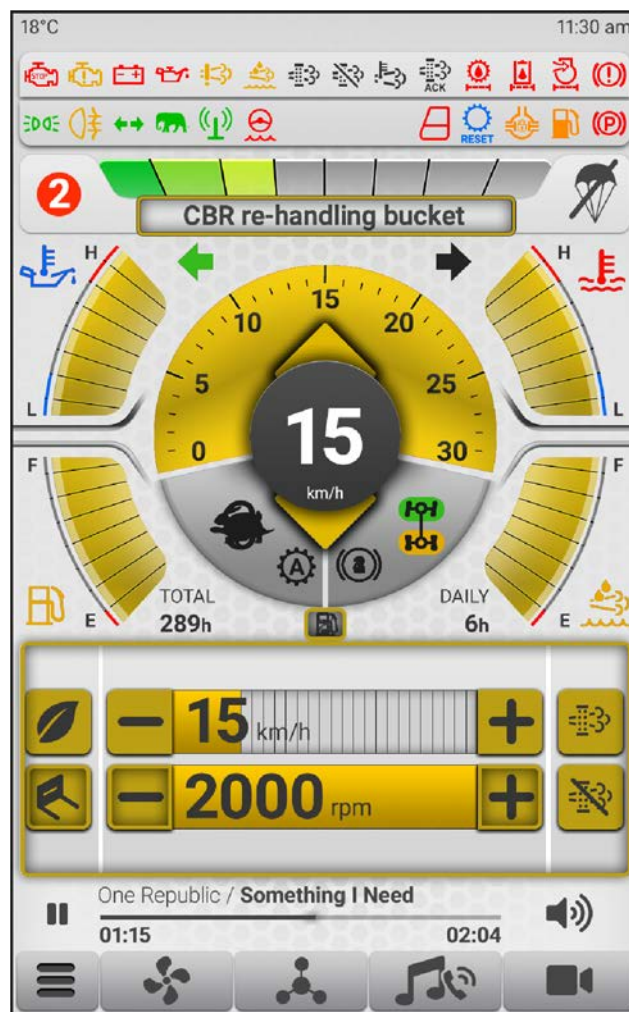 18°C 11:30 am
STOP
ACK
RESET
2
CBR re-handling bucket
H H
15
10 20
5 25
0 30
L L
15
km/h
F F
A
TOTAL DAILY
E 289h 6h E
15 km/h
2000 rpm
One Republic / Something I Need
01:15 02:04